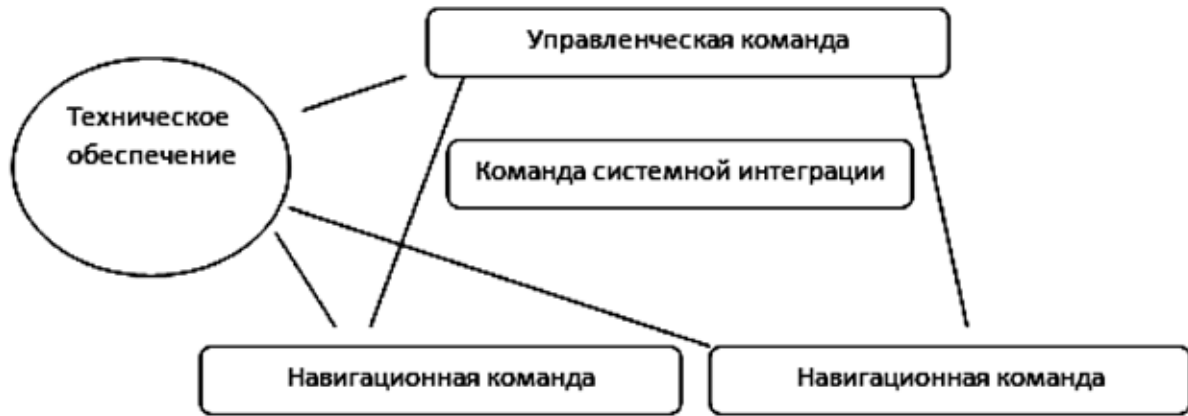 Управленческая команда
Техническое
обеспечение
Команда системной интеграции
Навигационная команда
Навигационная команда